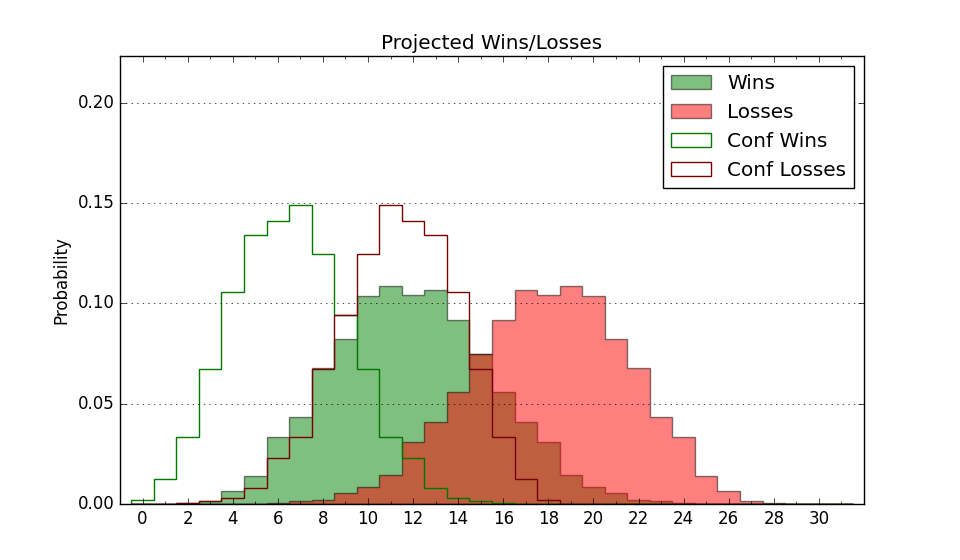 Projected Wins/Losses
Wins
Losses
Conf Wins
Conf Losses
Probability
0.20
0.15
0.10
0.05
0.00
0 2 4 6 8 10 12 14 16 18 20 22 24 26 28 30